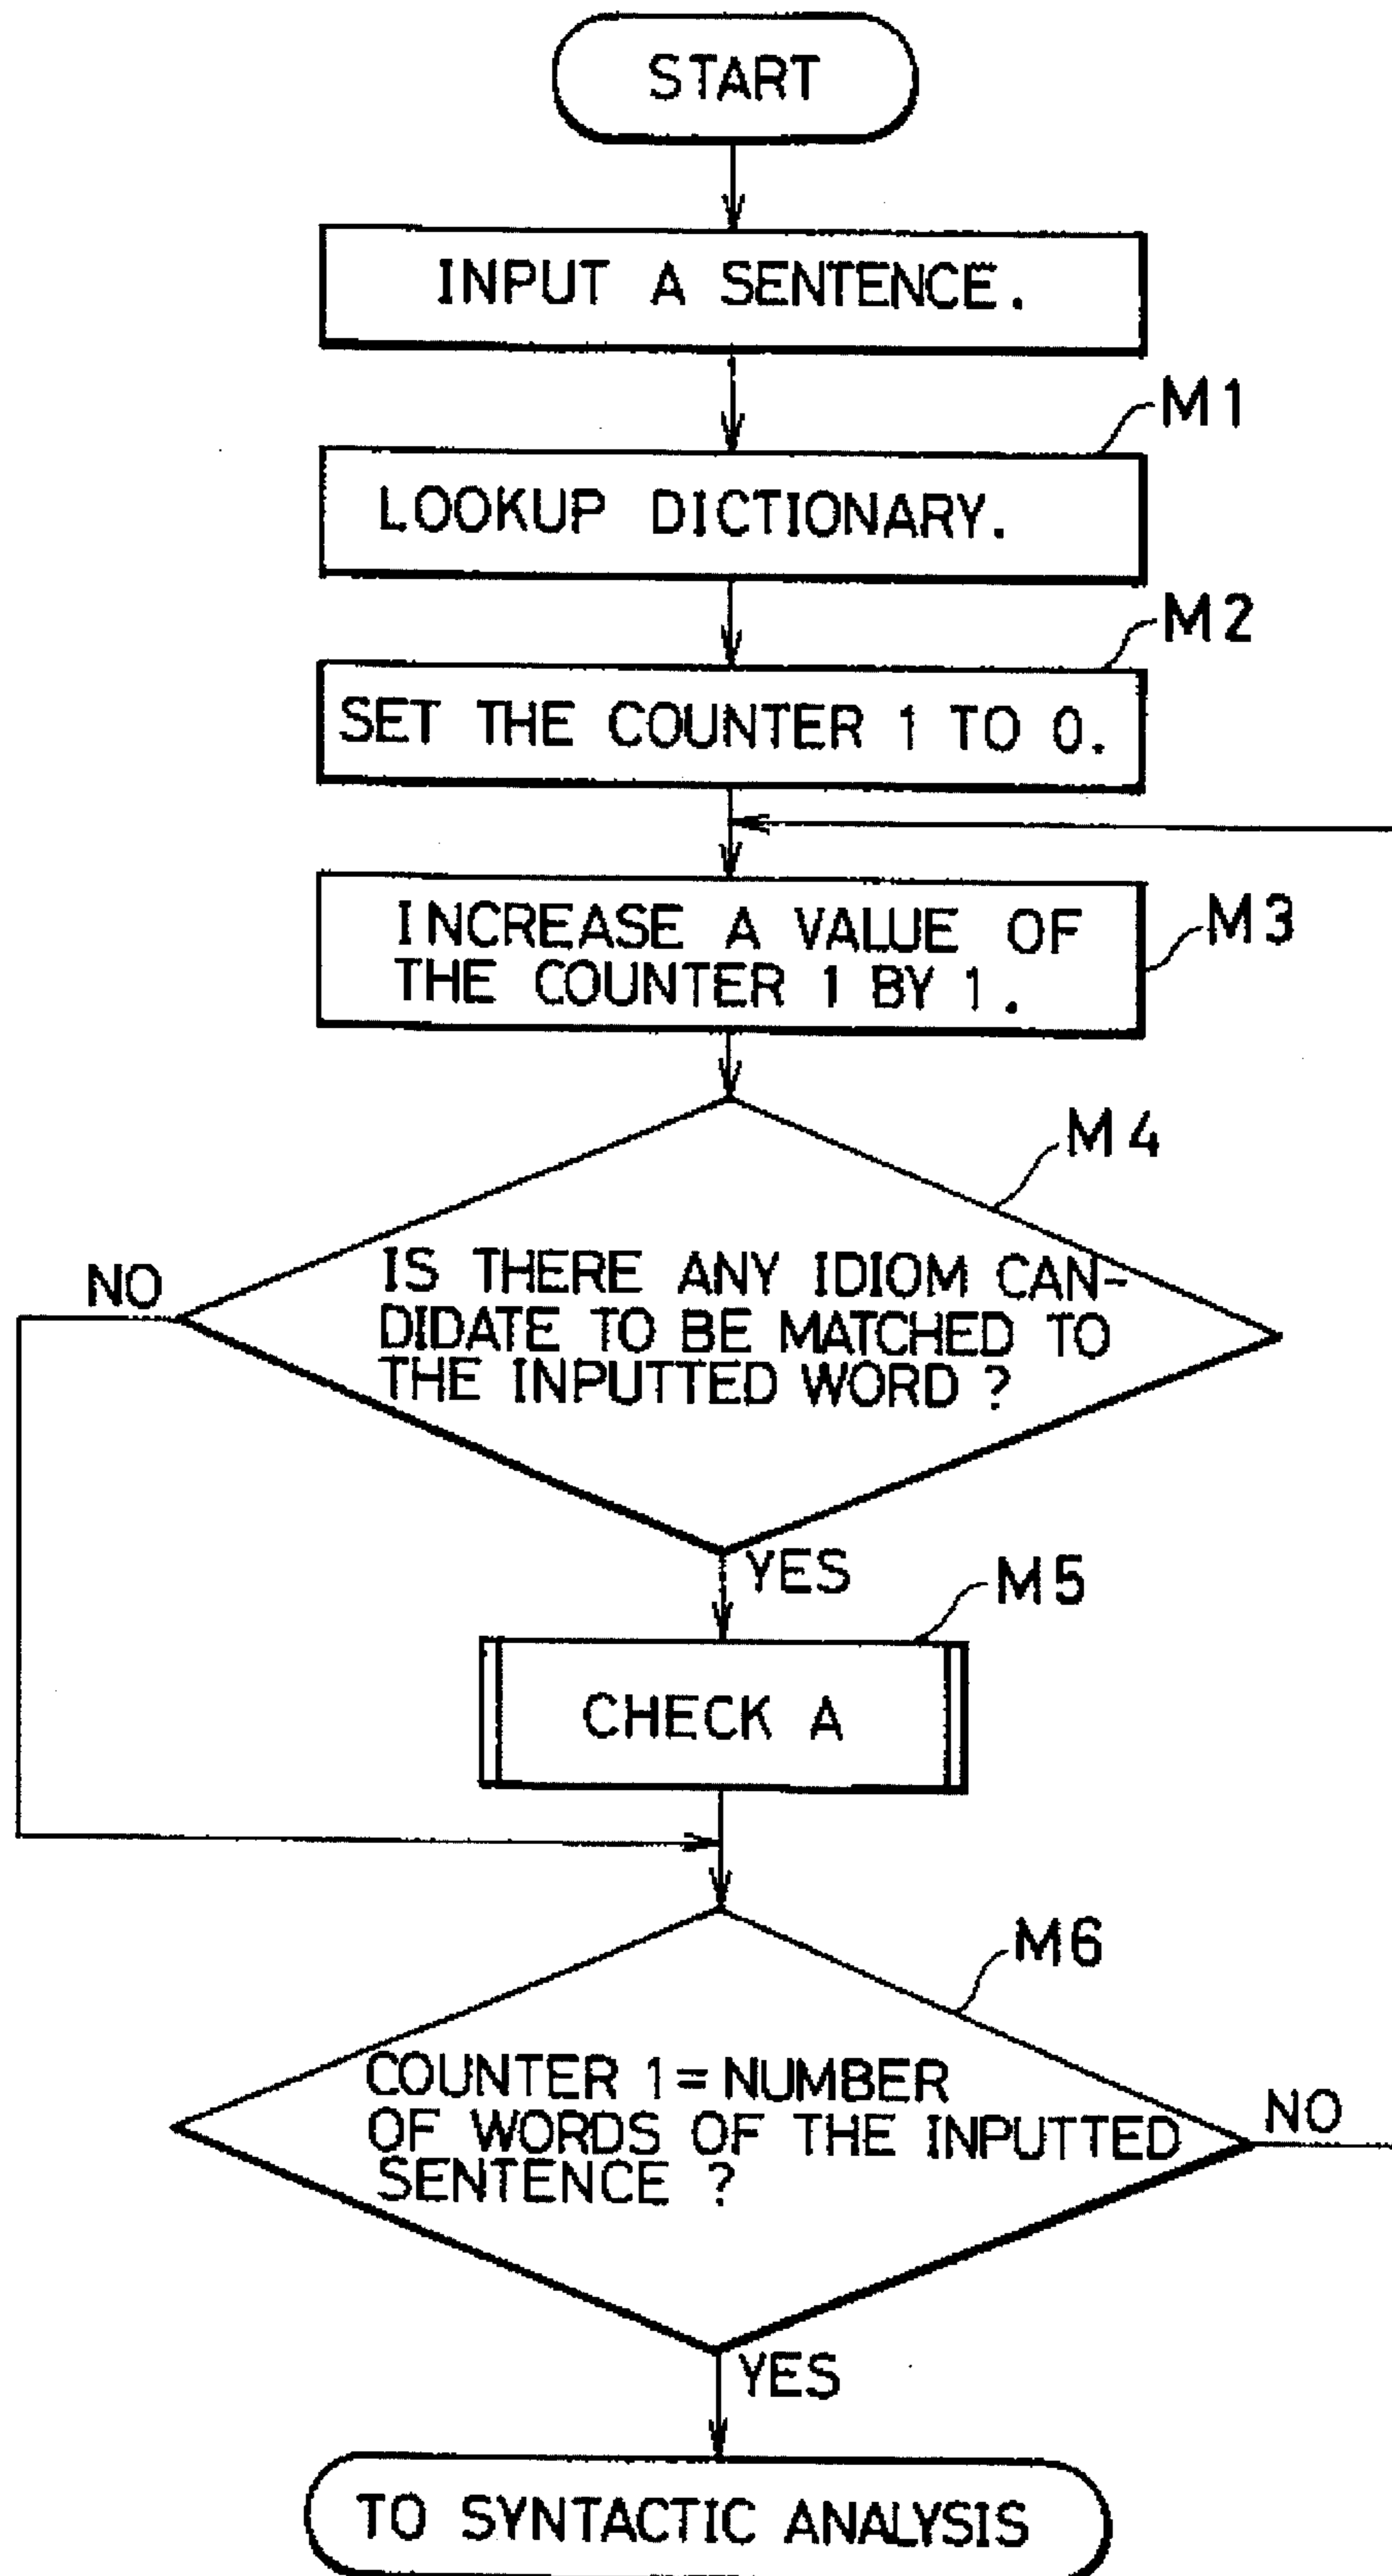 START
INPUT A SENTENCE.
M1
LOOKUP DICTIONARY.
M2
SET THE COUNTER 1 TO 0.
M3
INCREASE A VALUE OF
THE COUNTER 1 BY 1.
M4
NO
IS THERE ANY IDIOM CAN-
DIDATE TO BE MATCHED TO
THE INPUTTED WORD ?
YES
M5
CHECK A
M6
COUNTER 1 = NUMBER
OF WORDS OF THE INPUTTED
SENTENCE ?
NO
YES
TO SYNTACTIC ANALYSIS